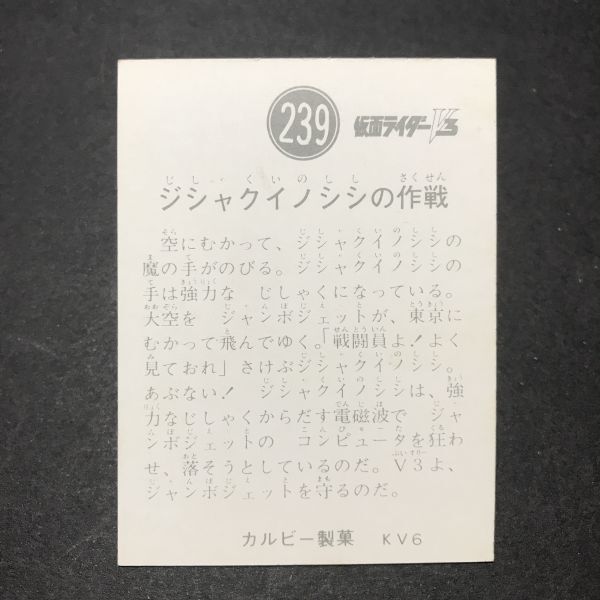 239 仮面ライダーV3
ジシャクイノシシの作戦
空にむかって、ジシャクイノシシの
魔の手がのびる。ジシャクイノシシの
手は強力な じしゃくになっている。
大空を ジャンボジェットが、東京に
むかって飛んでゆく。「戦闘員よ！よく
見ておれ」さけぶジシャクイノシシ。
あぶない！ ジシャクイノシシは、強
力なじしゃくからだす電磁波で ジャ
ンボジェットの コンピュータを狂わ
せ、落そうとしているのだ。V3よ、
ジャンボジェットを守るのだ。
カルビー製菓 KV6